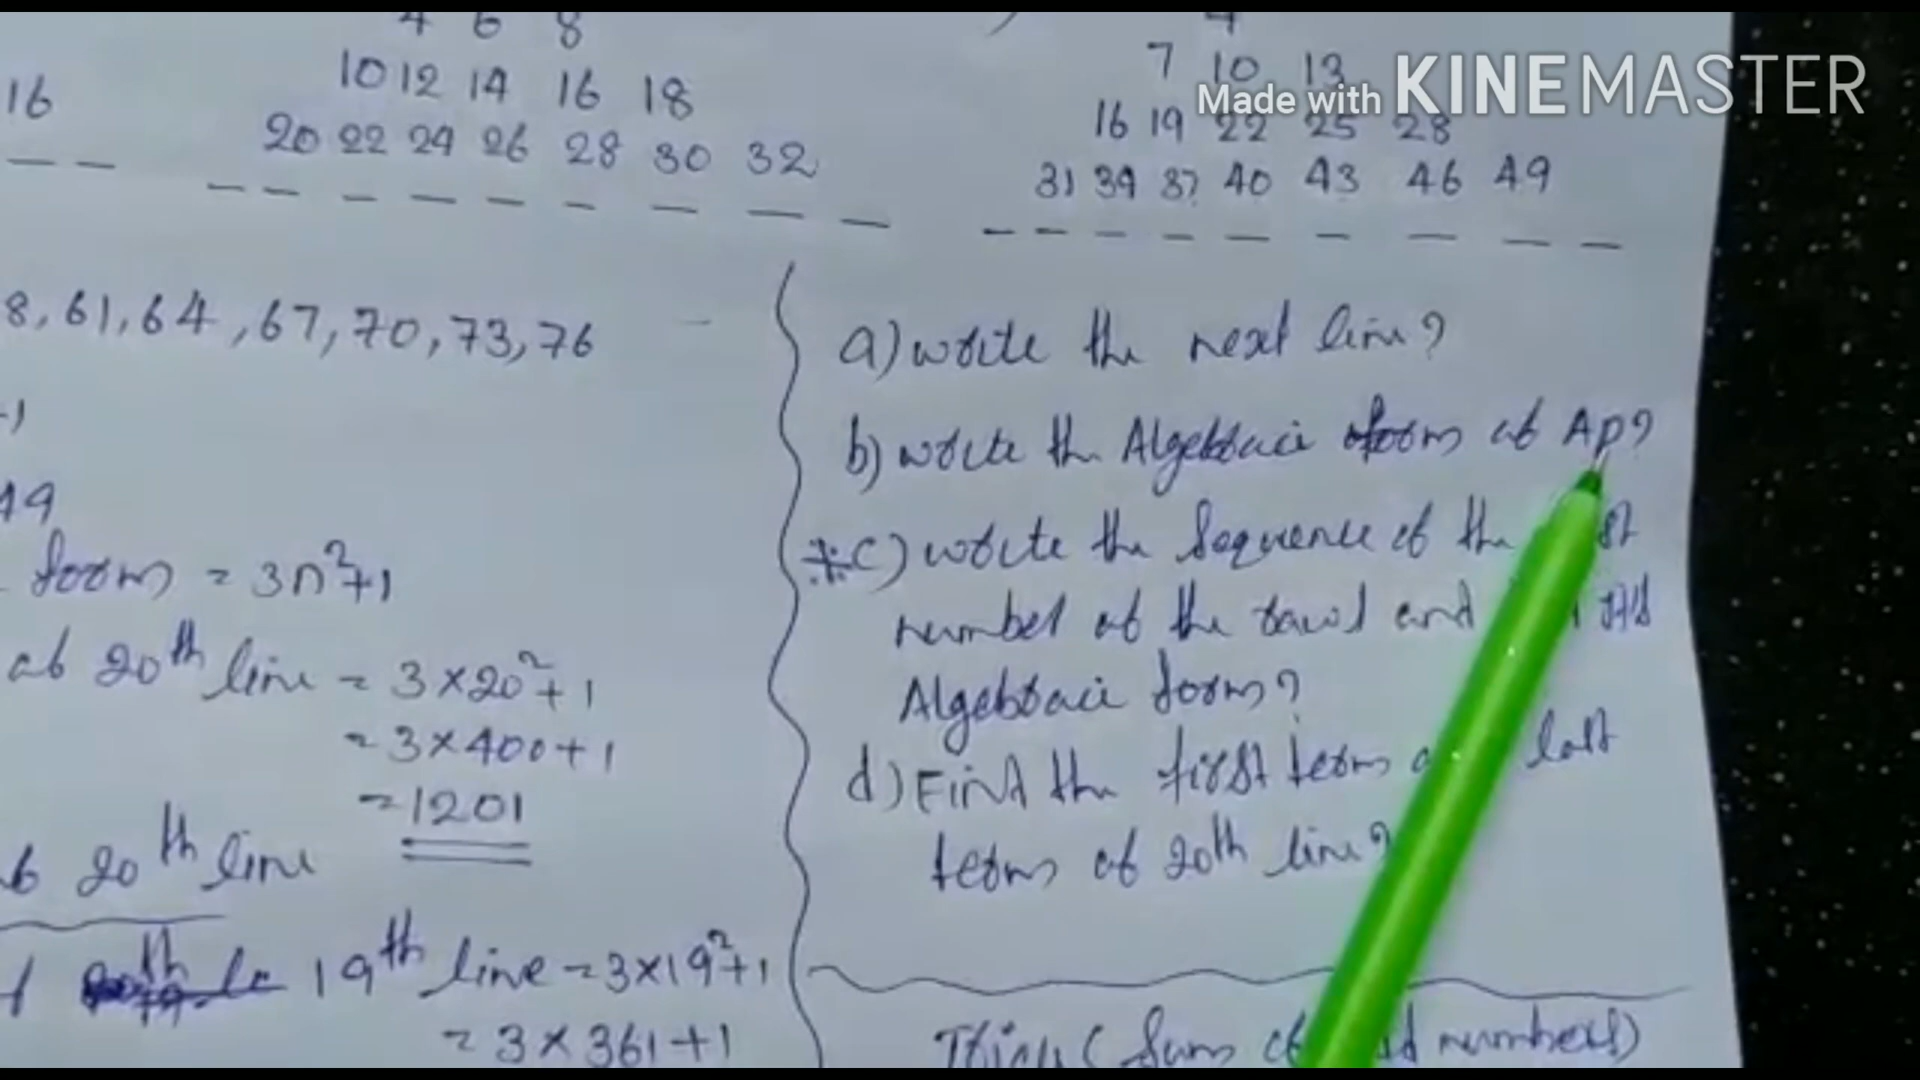 4 6 8
10 12 14 16 18
20 22 24 26 28 30 32
16
4
7 10 13
16 19 22 25 28
31 34 37 40 43 46 49
Made with KINEMASTER
8, 61, 64, 67, 70, 73, 76
49
form = 3n²+1
of 20th line = 3×20²+1
= 3×400+1
= 1201
of 20th line
19th line = 3×19²+1
= 3×361+1
a) write the next line?
b) write the Algebraic form of AP?
*c) write the Sequence of the
number of the and
Algebraic form?
d) Find the first term last
term of 20th line?
(Sum of numbers)